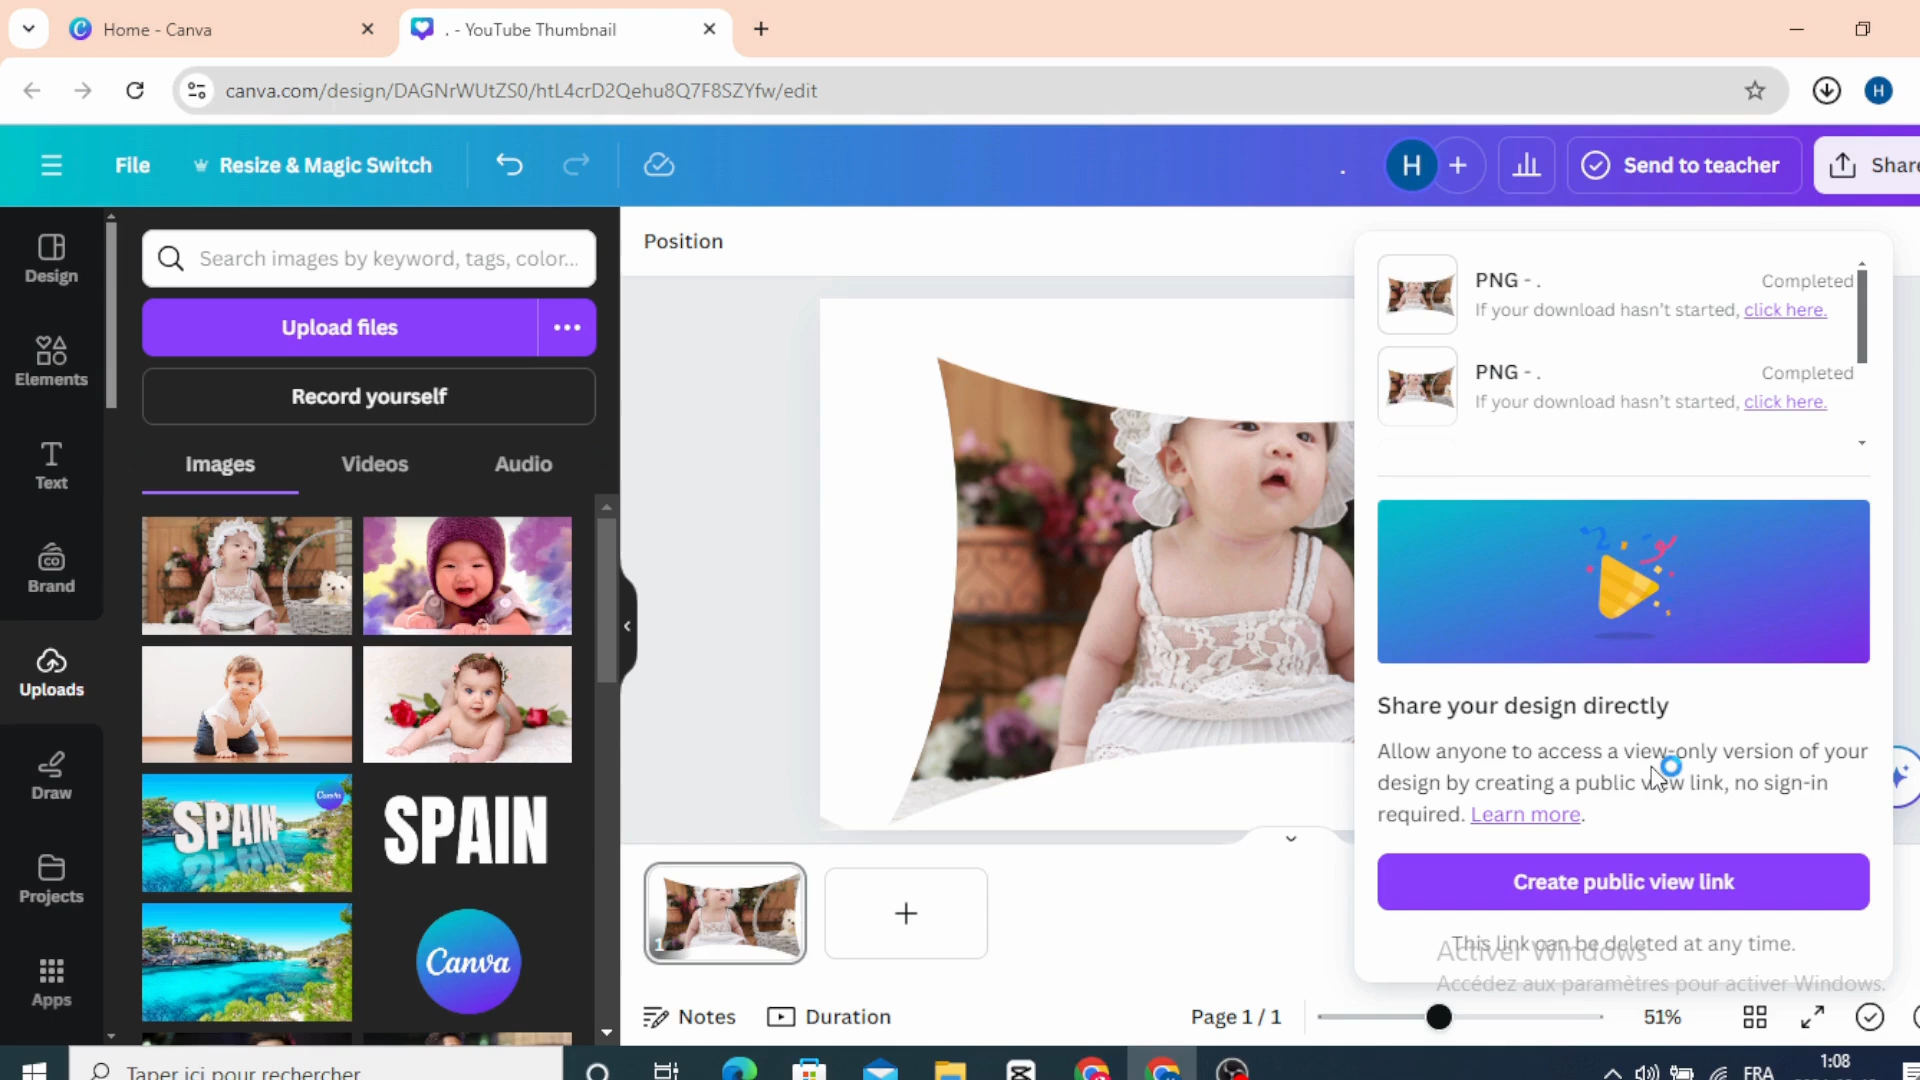 Home - Canva
. - YouTube Thumbnail
canva.com/design/DAGNrWUtZS0/htL4crD2Qehu8Q7F8SZYfw/edit
H
File
Resize & Magic Switch
.
H
Send to teacher
Share
Design
Elements
Text
Brand
Uploads
Draw
Projects
Apps
Search images by keyword, tags, color...
Upload files
Record yourself
Images
Videos
Audio
SPAIN
Canva
SPAIN
Canva
Position
PNG - .
Completed
If your download hasn't started, click here.
PNG - .
Completed
If your download hasn't started, click here.
Share your design directly
Allow anyone to access a view-only version of your
design by creating a public view link, no sign-in
required. Learn more.
Create public view link
This link can be deleted at any time.
Activer Windows
Accédez aux paramètres pour activer Windows.
1
Notes
Duration
Page 1 / 1
51%
Taper ici pour rechercher
FRA
1:08